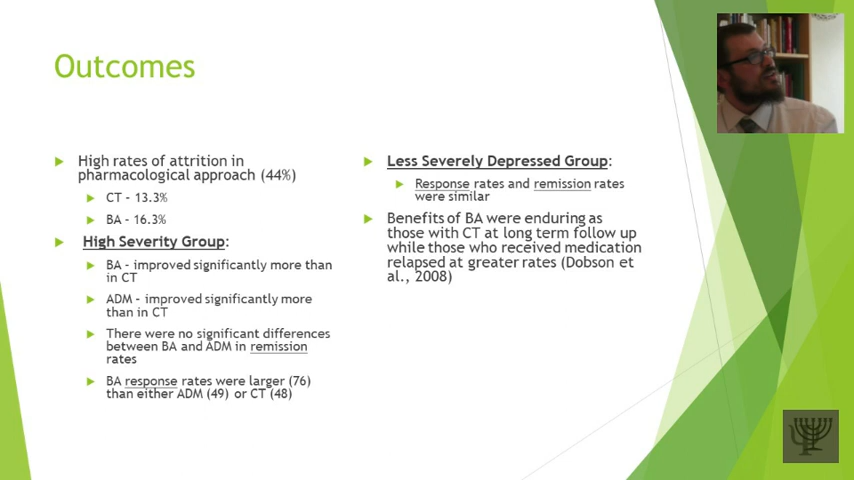 Outcomes
High rates of attrition in
pharmacological approach (44%)
CT – 13.3%
BA – 16.3%
High Severity Group:
BA – improved significantly more than
in CT
ADM – improved significantly more
than in CT
There were no significant differences
between BA and ADM in remission
rates
BA response rates were larger (76)
than either ADM (49) or CT (48)
Less Severely Depressed Group:
Response rates and remission rates
were similar
Benefits of BA were enduring as
those with CT at long term follow up
while those who received medication
relapsed at greater rates (Dobson et
al., 2008)